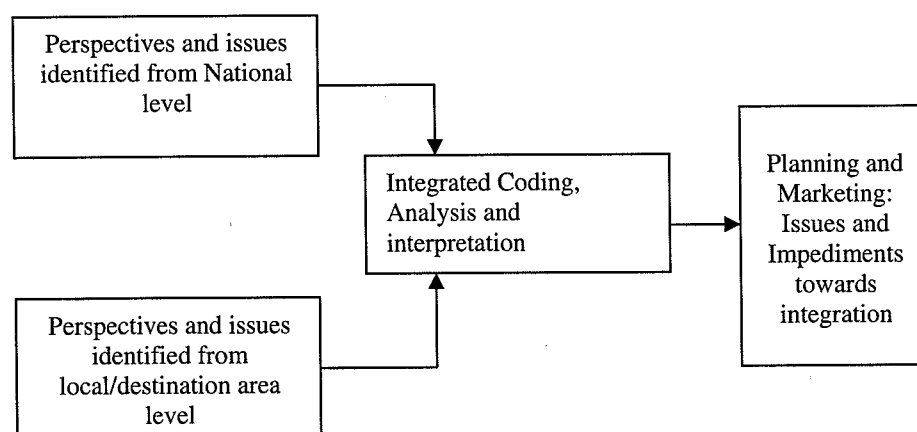 Perspectives and issues
identified from National
level
Integrated Coding,
Analysis and
interpretation
Planning and
Marketing:
Issues and
Impediments
towards
integration
Perspectives and issues
identified from
local/destination area
level